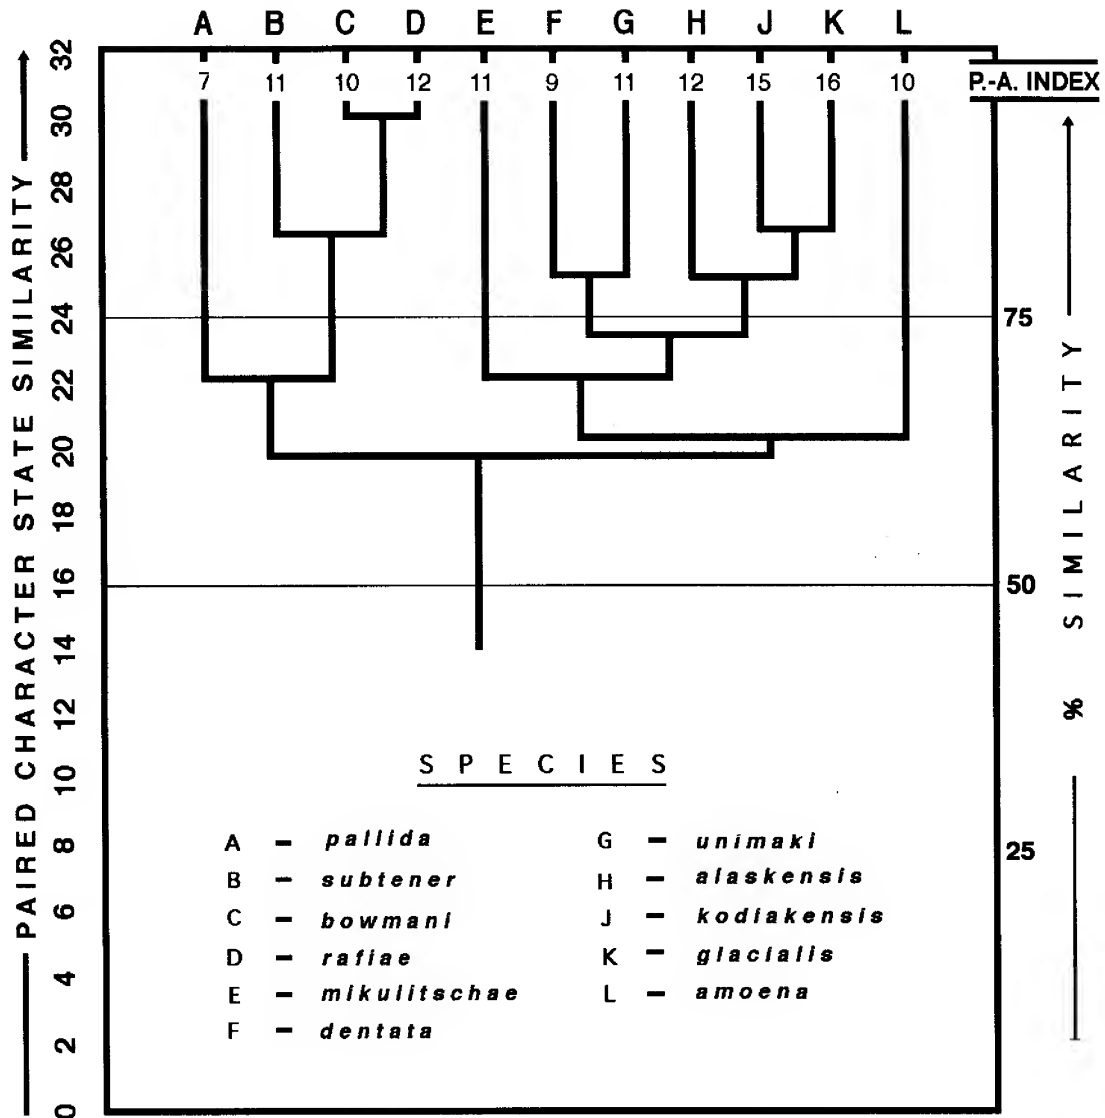 A B C D E F G H J K L
7 11 10 12 11 9 11 12 15 16 10
P.-A. INDEX
PAIRED CHARACTER STATE SIMILARITY
32
30
28
26
24
22
20
18
16
14
12
10
8
6
4
2
0
75
50
25
% SIMILARITY
SPECIES
A – pallida
B – subtener
C – bowmani
D – rafiae
E – mikulitschae
F – dentata
G – unimaki
H – alaskensis
J – kodiakensis
K – glacialis
L – amoena